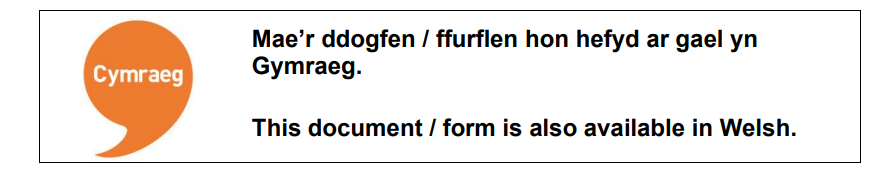 Cymraeg
Mae’r ddogfen / ffurflen hon hefyd ar gael yn
Gymraeg.
This document / form is also available in Welsh.